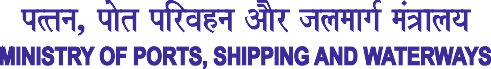 पत्तन, पोत परिवहन और जलमार्ग मंत्रालय
MINISTRY OF PORTS, SHIPPING AND WATERWAYS